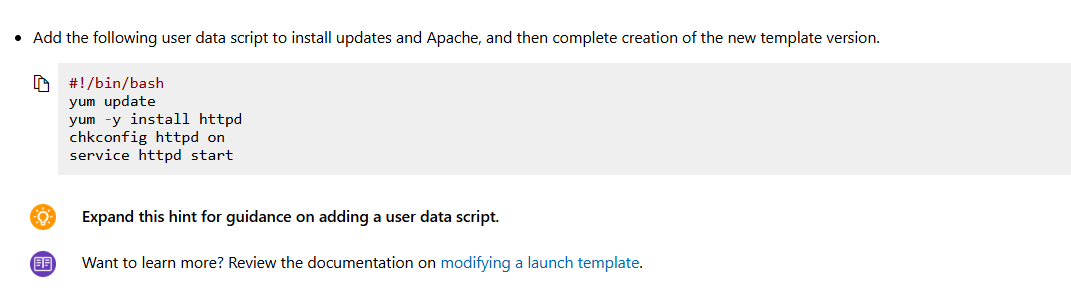 Add the following user data script to install updates and Apache, and then complete creation of the new template version.
#!/bin/bash
yum update
yum -y install httpd
chkconfig httpd on
service httpd start
Expand this hint for guidance on adding a user data script.
Want to learn more? Review the documentation on modifying a launch template.